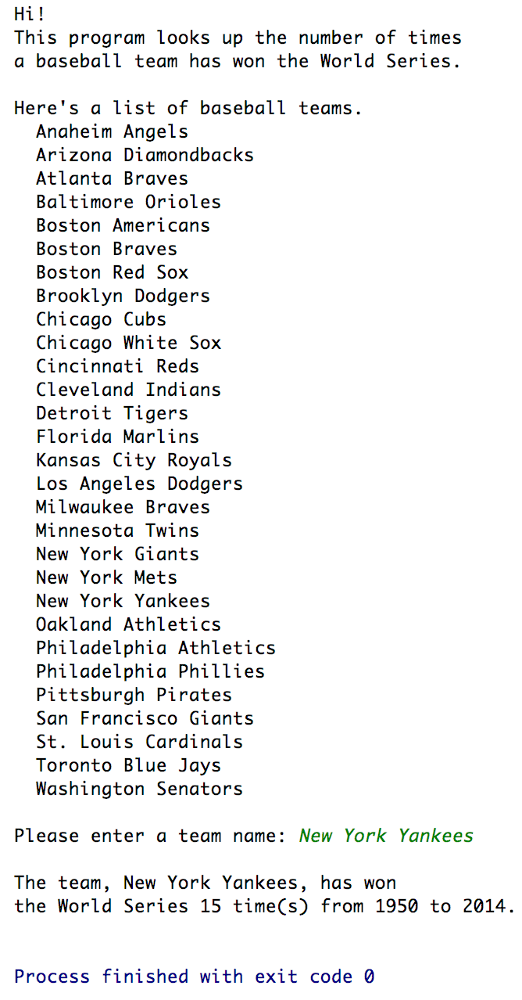 Hi!
This program looks up the number of times
a baseball team has won the World Series.
Here's a list of baseball teams.
Anaheim Angels
Arizona Diamondbacks
Atlanta Braves
Baltimore Orioles
Boston Americans
Boston Braves
Boston Red Sox
Brooklyn Dodgers
Chicago Cubs
Chicago White Sox
Cincinnati Reds
Cleveland Indians
Detroit Tigers
Florida Marlins
Kansas City Royals
Los Angeles Dodgers
Milwaukee Braves
Minnesota Twins
New York Giants
New York Mets
New York Yankees
Oakland Athletics
Philadelphia Athletics
Philadelphia Phillies
Pittsburgh Pirates
San Francisco Giants
St. Louis Cardinals
Toronto Blue Jays
Washington Senators
Please enter a team name: New York Yankees
The team, New York Yankees, has won
the World Series 15 time(s) from 1950 to 2014.
Process finished with exit code 0